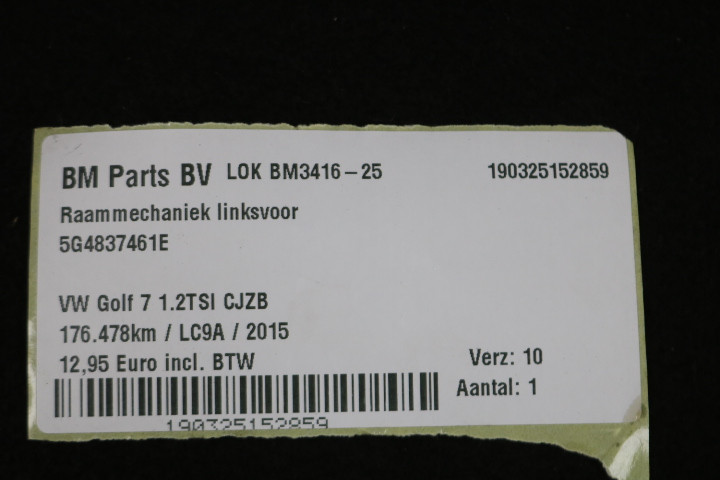 BM Parts BV LOK BM3416-25 190325152859
Raammechaniek linksvoor
5G4837461E
VW Golf 7 1.2TSI CJZB
176.478km / LC9A / 2015
12,95 Euro incl. BTW Verz: 10
Aantal: 1
190325152859